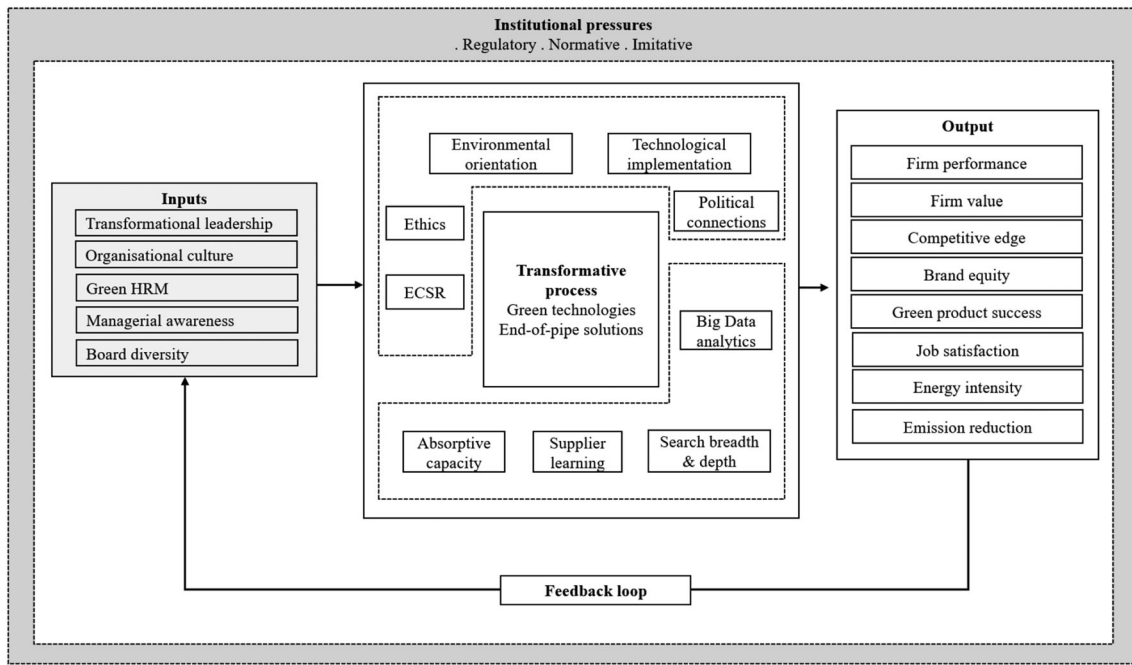 Institutional pressures
. Regulatory . Normative . Imitative
Inputs
Transformational leadership
Organisational culture
Green HRM
Managerial awareness
Board diversity
Environmental
orientation
Technological
implementation
Ethics
Political
connections
ECSR
Transformative
process
Green technologies
End-of-pipe solutions
Big Data
analytics
Absorptive
capacity
Supplier
learning
Search breadth
& depth
Output
Firm performance
Firm value
Competitive edge
Brand equity
Green product success
Job satisfaction
Energy intensity
Emission reduction
Feedback loop